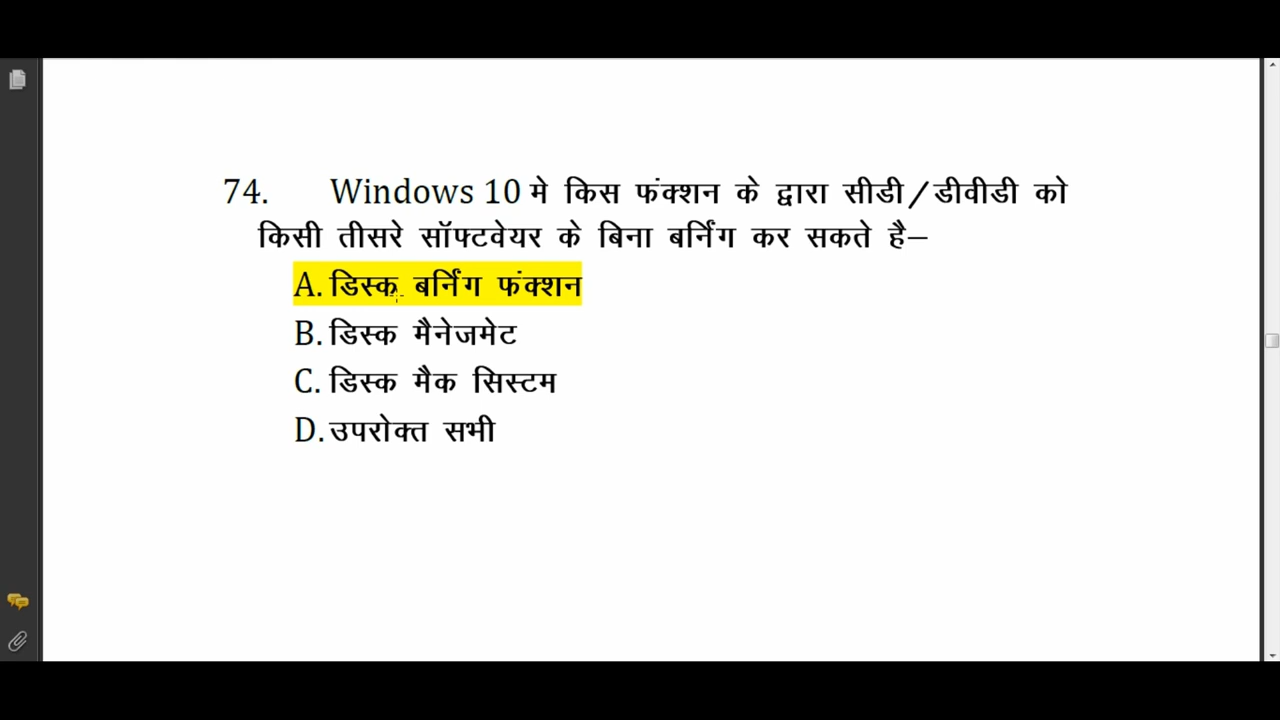 74. Windows 10 मे किस फंक्शन के द्वारा सीडी/डीवीडी को
किसी तीसरे सॉफ्टवेयर के बिना बर्निंग कर सकते है–
A. डिस्क बर्निंग फंक्शन
B. डिस्क मैनेजमेट
C. डिस्क मैक सिस्टम
D. उपरोक्त सभी